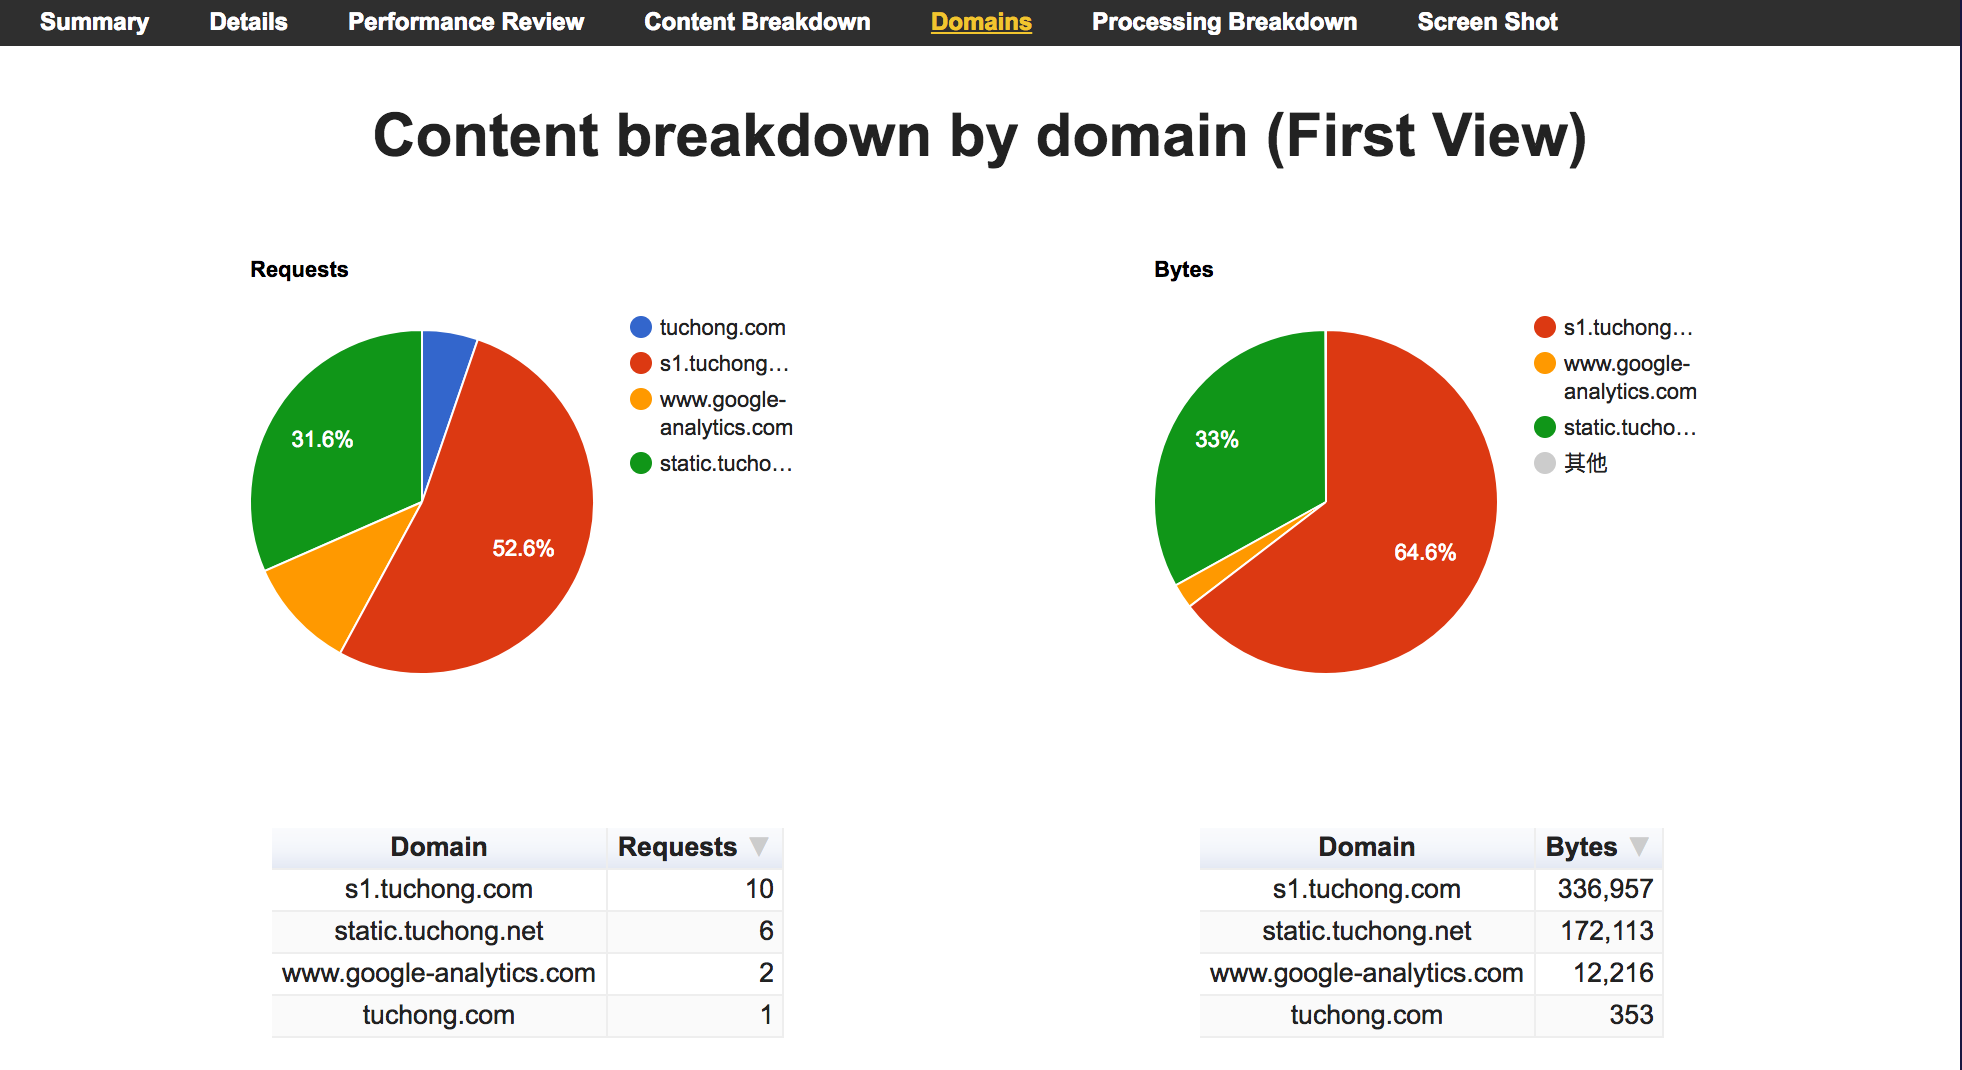 Summary Details Performance Review Content Breakdown Domains Processing Breakdown Screen Shot
Content breakdown by domain (First View)
Requests
tuchong.com
s1.tuchong…
www.google-
analytics.com
static.tucho…
31.6%
52.6%
Bytes
s1.tuchong…
www.google-
analytics.com
static.tucho…
其他
33%
64.6%
Domain Requests
s1.tuchong.com 10
static.tuchong.net 6
www.google-analytics.com 2
tuchong.com 1
Domain Bytes
s1.tuchong.com 336,957
static.tuchong.net 172,113
www.google-analytics.com 12,216
tuchong.com 353